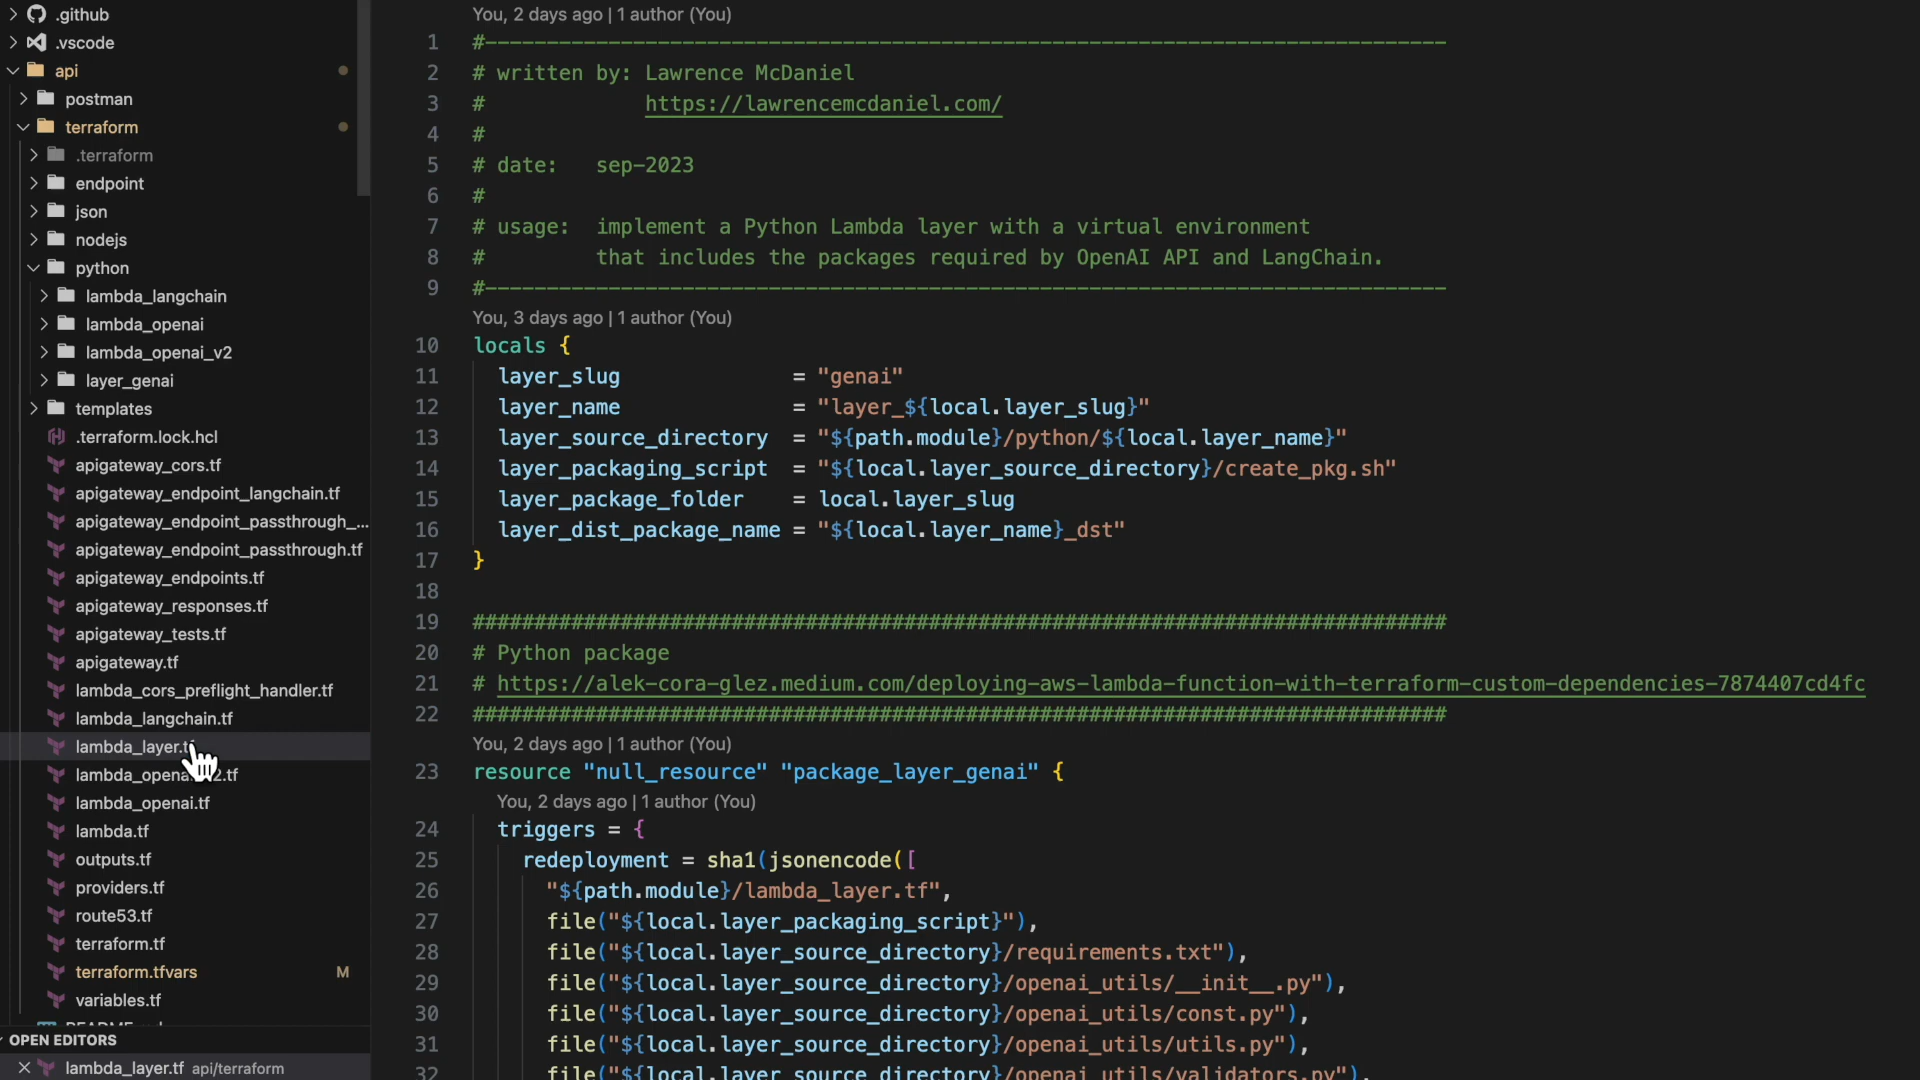 .github
.vscode
api
postman
terraform
.terraform
endpoint
json
nodejs
python
lambda_langchain
lambda_openai
lambda_openai_v2
layer_genai
templates
.terraform.lock.hcl
apigateway_cors.tf
apigateway_endpoint_langchain.tf
apigateway_endpoint_passthrough_...
apigateway_endpoint_passthrough.tf
apigateway_endpoints.tf
apigateway_responses.tf
apigateway_tests.tf
apigateway.tf
lambda_cors_preflight_handler.tf
lambda_langchain.tf
lambda_layer.tf
lambda_opena 2.tf
lambda_openai.tf
lambda.tf
outputs.tf
providers.tf
route53.tf
terraform.tf
terraform.tfvars M
variables.tf
OPEN EDITORS
lambda_layer.tf api/terraform
You, 2 days ago | 1 author (You)
1 #------------------------------------------------------------------------------
2 # written by: Lawrence McDaniel
3 #             https://lawrencemcdaniel.com/
4 #
5 # date:   sep-2023
6 #
7 # usage:  implement a Python Lambda layer with a virtual environment
8 #         that includes the packages required by OpenAI API and LangChain.
9 #------------------------------------------------------------------------------
You, 3 days ago | 1 author (You)
10 locals {
11   layer_slug              = "genai"
12   layer_name              = "layer_${local.layer_slug}"
13   layer_source_directory  = "${path.module}/python/${local.layer_name}"
14   layer_packaging_script  = "${local.layer_source_directory}/create_pkg.sh"
15   layer_package_folder    = local.layer_slug
16   layer_dist_package_name = "${local.layer_name}_dst"
17 }
18
19 ###############################################################################
20 # Python package
21 # https://alek-cora-glez.medium.com/deploying-aws-lambda-function-with-terraform-custom-dependencies-7874407cd4fc
22 ###############################################################################
You, 2 days ago | 1 author (You)
23 resource "null_resource" "package_layer_genai" {
You, 2 days ago | 1 author (You)
24   triggers = {
25     redeployment = sha1(jsonencode([
26       "${path.module}/lambda_layer.tf",
27       file("${local.layer_packaging_script}"),
28       file("${local.layer_source_directory}/requirements.txt"),
29       file("${local.layer_source_directory}/openai_utils/__init__.py"),
30       file("${local.layer_source_directory}/openai_utils/const.py"),
31       file("${local.layer_source_directory}/openai_utils/utils.py"),
32       file("${local.layer_source_directory}/openai_utils/validators.py"),